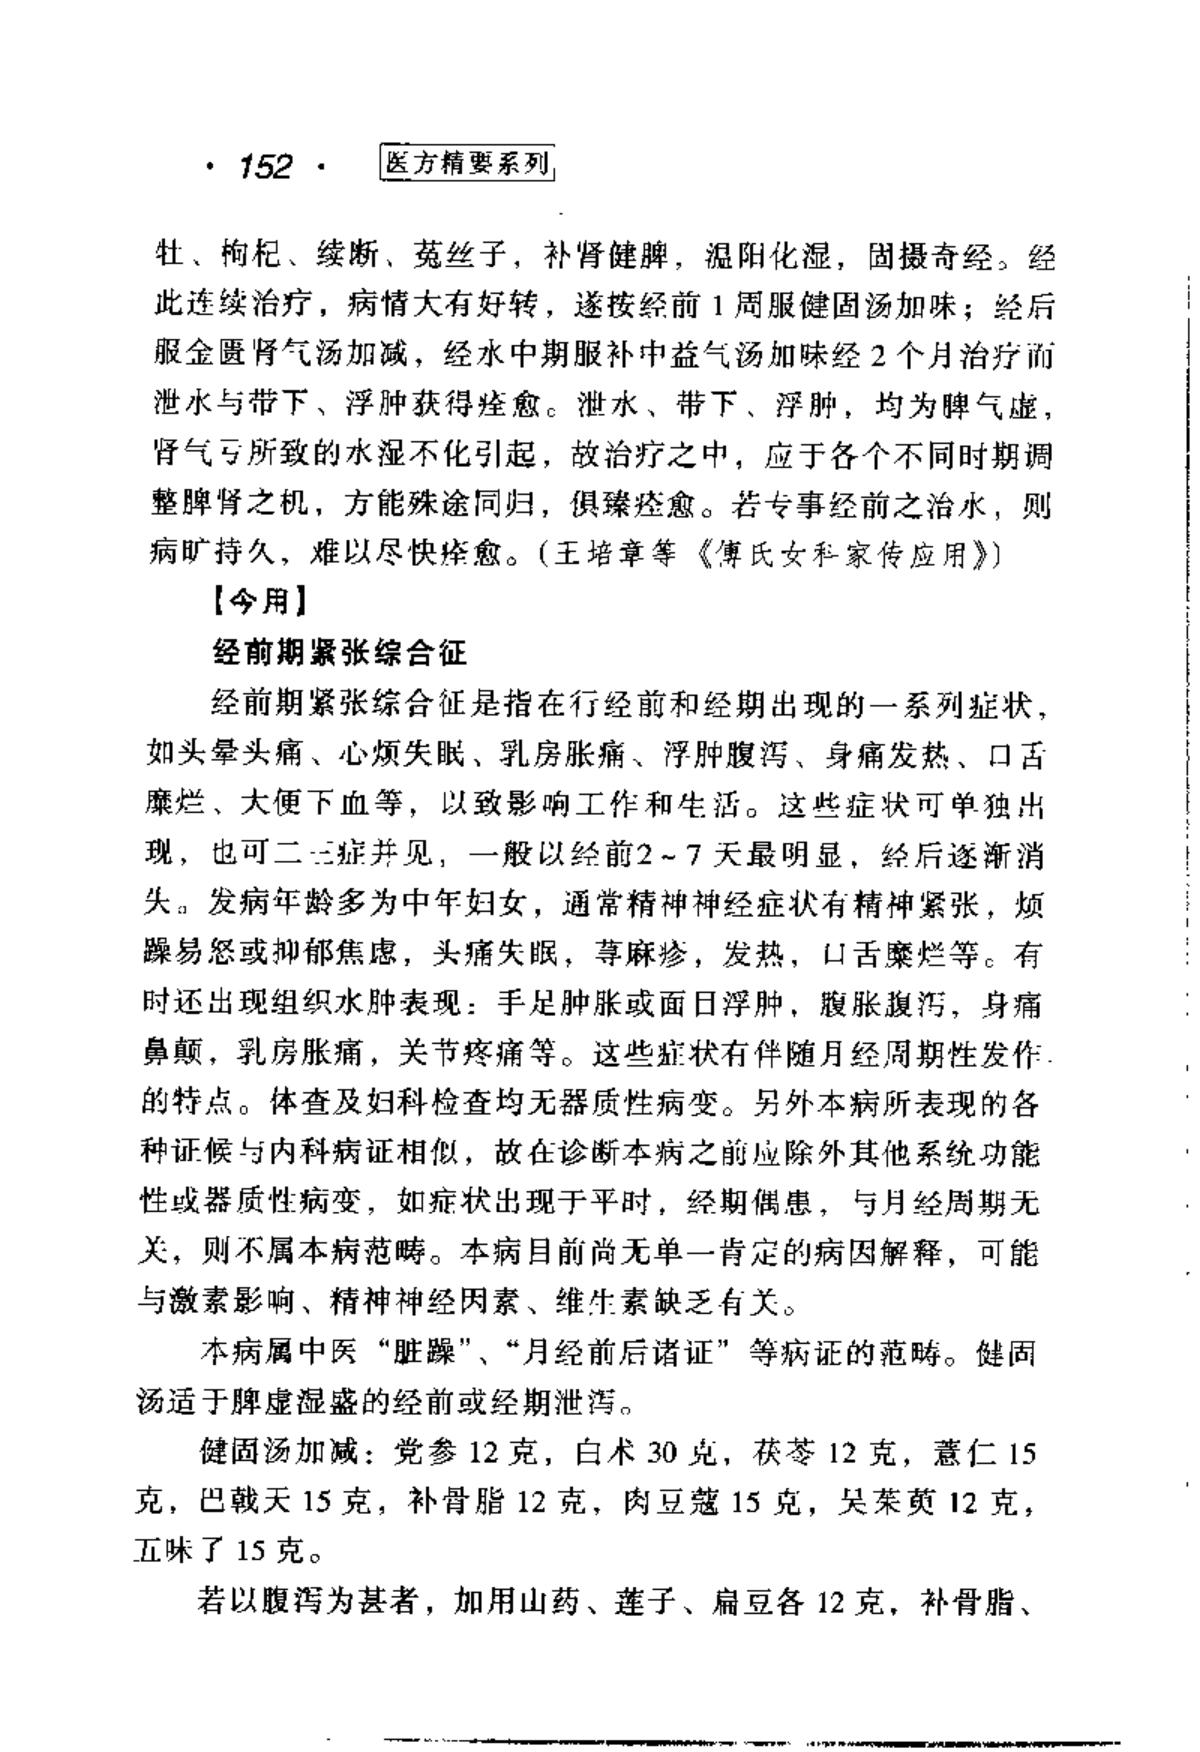 · 152 · 医方精要系列
牡、枸杞、续断、菟丝子，补肾健脾，温阳化湿，固摄奇经。经
此连续治疗，病情大有好转，遂按经前 1 周服健固汤加味；经后
服金匮肾气汤加减，经水中期服补中益气汤加味经 2 个月治疗而
泄水与带下、浮肿获得痊愈。泄水、带下、浮肿，均为脾气虚，
肾气亏所致的水湿不化引起，故治疗之中，应于各个不同时期调
整脾肾之机，方能殊途同归，俱臻痊愈。若专事经前之治水，则
病旷持久，难以尽快痊愈。（王培章等《傅氏女科家传应用》）
【今用】
经前期紧张综合征
经前期紧张综合征是指在行经前和经期出现的一系列症状，
如头晕头痛、心烦失眠、乳房胀痛、浮肿腹泻、身痛发热、口舌
糜烂、大便下血等，以致影响工作和生活。这些症状可单独出
现，也可二三症并见，一般以经前2～7 天最明显，经后逐渐消
失。发病年龄多为中年妇女，通常精神神经症状有精神紧张，烦
躁易怒或抑郁焦虑，头痛失眠，荨麻疹，发热，口舌糜烂等。有
时还出现组织水肿表现：手足肿胀或面目浮肿，腹胀腹泻，身痛
鼻颠，乳房胀痛，关节疼痛等。这些症状有伴随月经周期性发作
的特点。体查及妇科检查均无器质性病变。另外本病所表现的各
种证候与内科病证相似，故在诊断本病之前应除外其他系统功能
性或器质性病变，如症状出现于平时，经期偶患，与月经周期无
关，则不属本病范畴。本病目前尚无单一肯定的病因解释，可能
与激素影响、精神神经因素、维生素缺乏有关。
本病属中医“脏躁”、“月经前后诸证”等病证的范畴。健固
汤适于脾虚湿盛的经前或经期泄泻。
健固汤加减：党参 12 克，白术 30 克，茯苓 12 克，薏仁 15
克，巴戟天 15 克，补骨脂 12 克，肉豆蔻 15 克，吴茱萸 12 克，
五味子 15 克。
若以腹泻为甚者，加用山药、莲子、扁豆各 12 克，补骨脂、